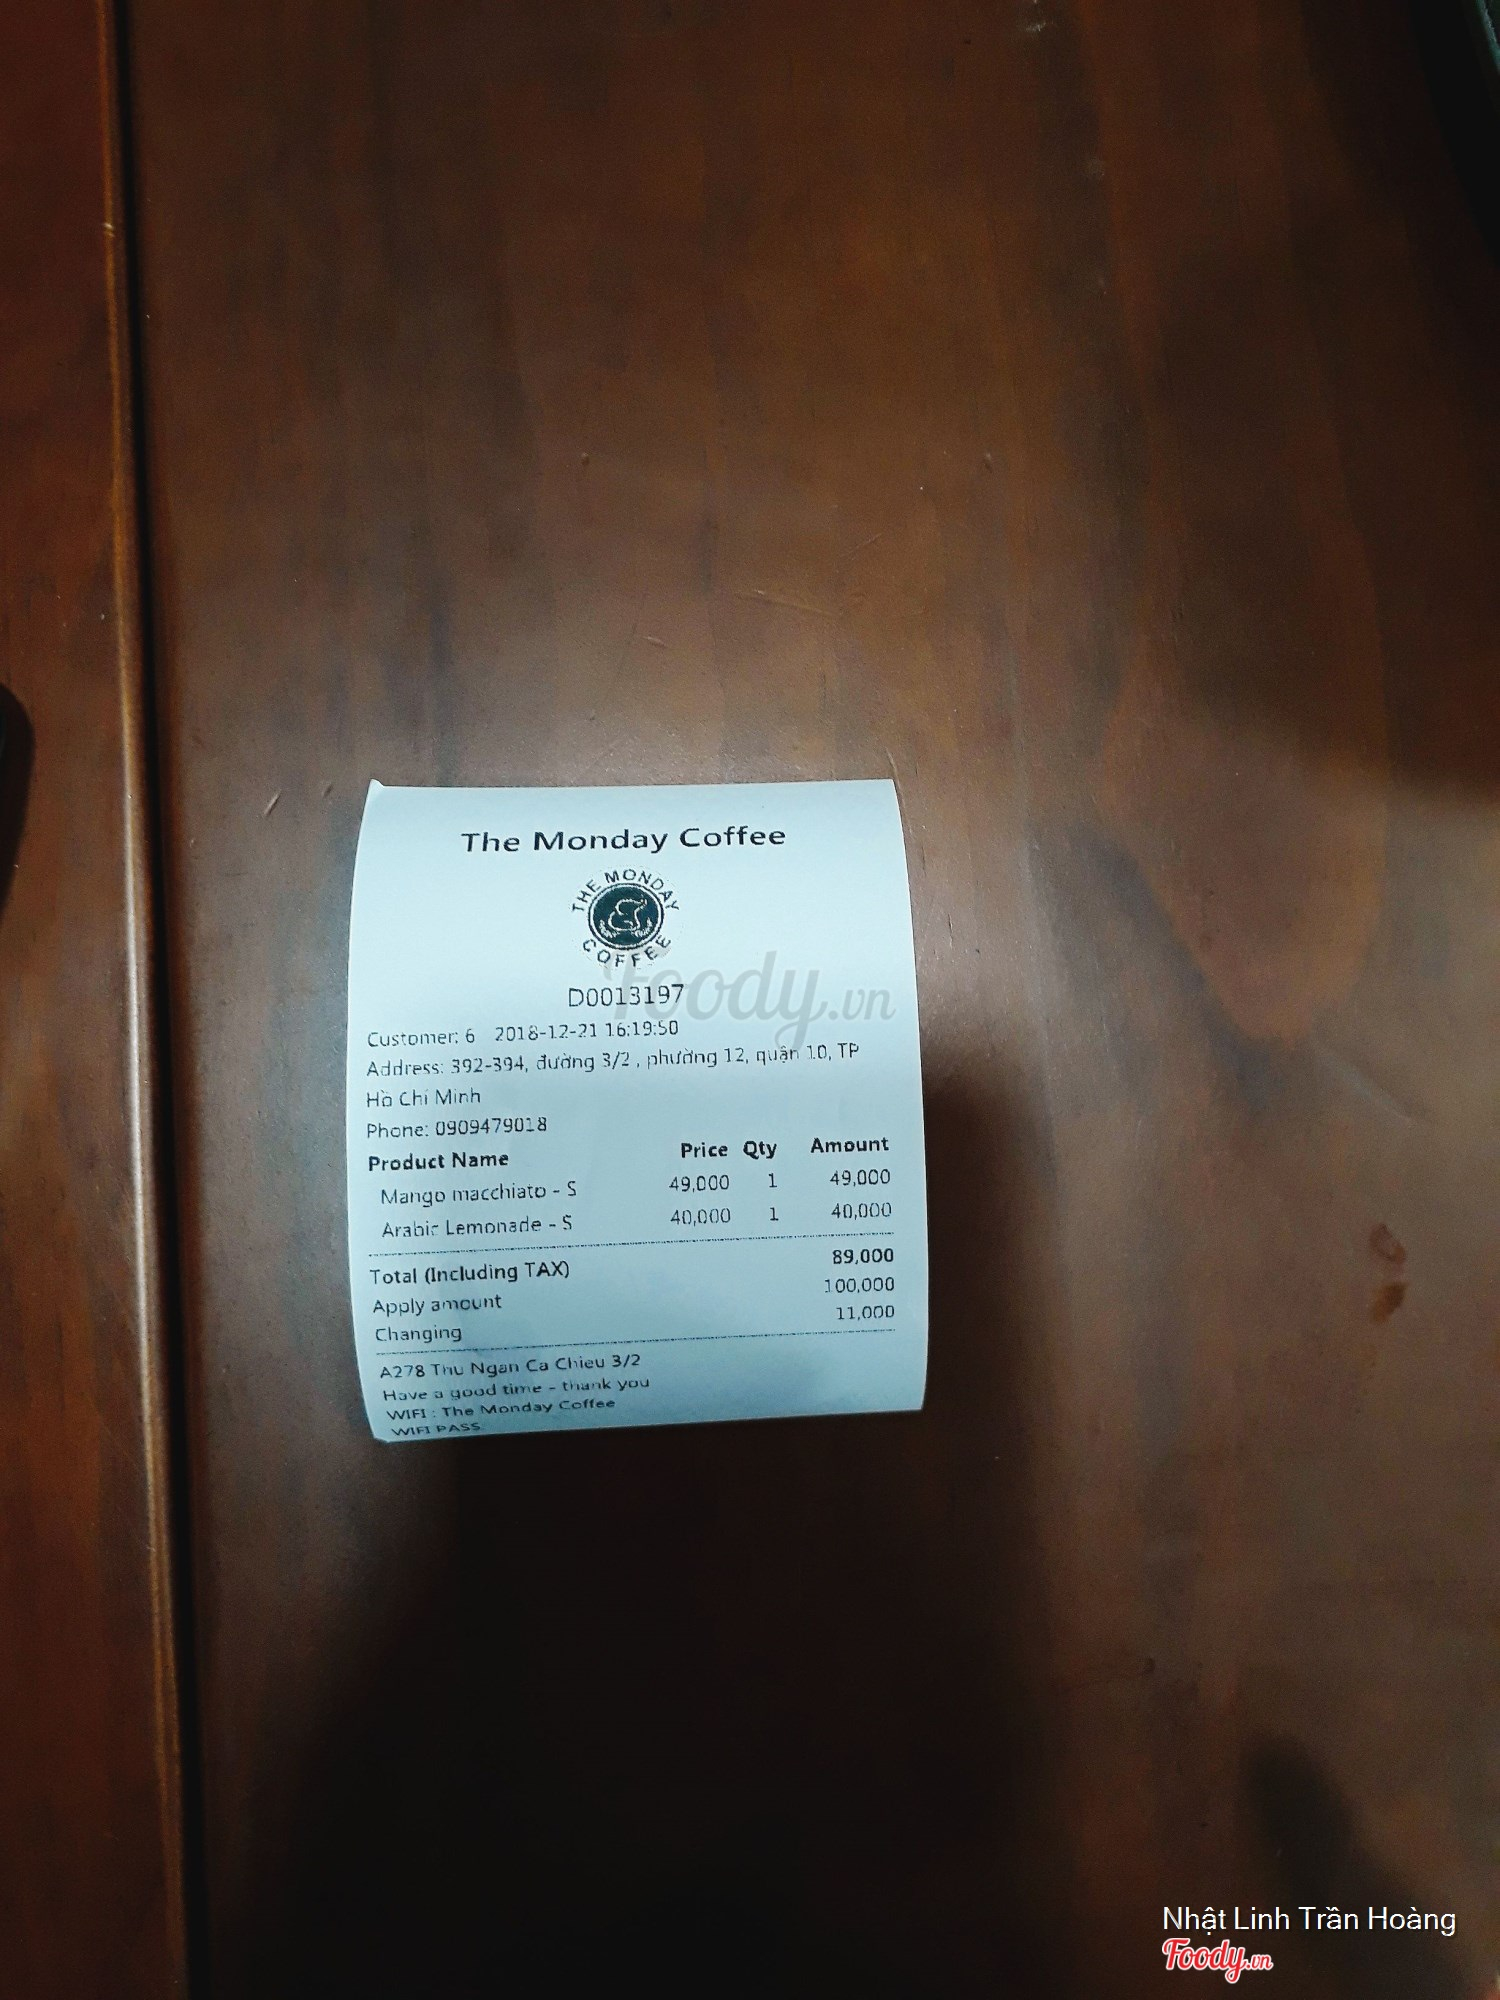 The Monday Coffee
THE MONDAY
COFFEE
D0013197
Customer: 6 2018-12-21 16:19:50
Address: 392-394, đường 3/2 , phường 12, quận 10, TP
Hồ Chí Minh
Phone: 0909479018
Product Name Price Qty Amount
Mango macchiato - S 49,000 1 49,000
Arabic Lemonade - S 40,000 1 40,000
Total (Including TAX) 89,000
Apply amount 100,000
Changing 11,000
A278 Thu Ngan Ca Chieu 3/2
Have a good time - thank you
WIFI : The Monday Coffee
WIFI PASS
Foody.vn
Nhật Linh Trần Hoàng
Foody.vn